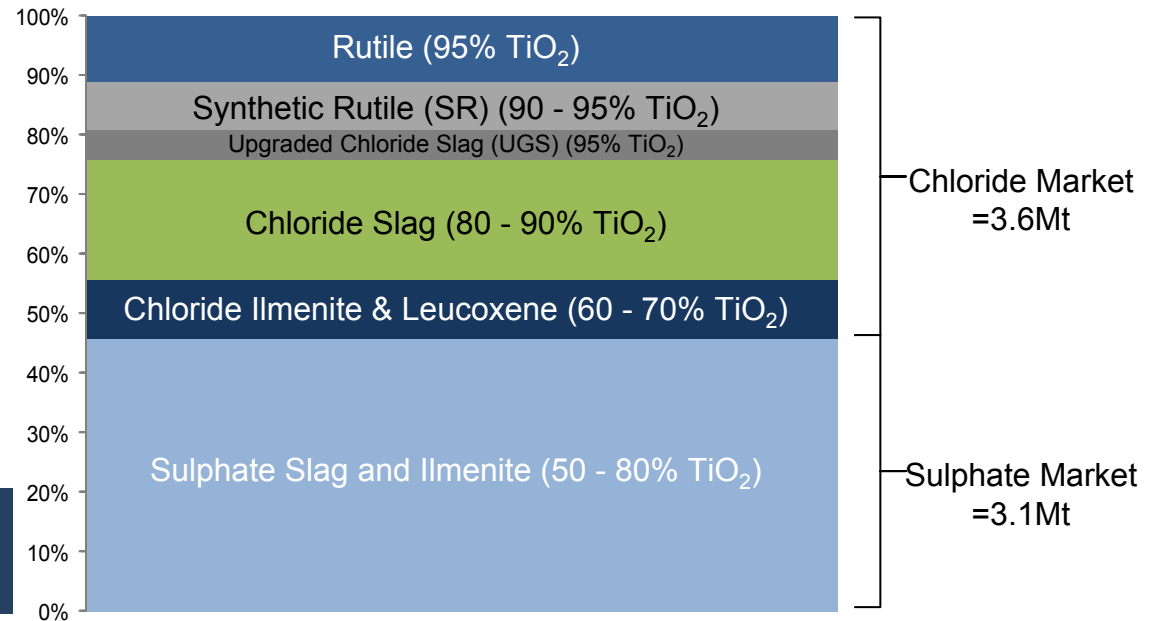 100%
90%
80%
70%
60%
50%
40%
30%
20%
10%
0%
Rutile (95% TiO₂)
Synthetic Rutile (SR) (90 - 95% TiO₂)
Upgraded Chloride Slag (UGS) (95% TiO₂)
Chloride Slag (80 - 90% TiO₂)
Chloride Ilmenite & Leucoxene (60 - 70% TiO₂)
Sulphate Slag and Ilmenite (50 - 80% TiO₂)
Chloride Market
=3.6Mt
Sulphate Market
=3.1Mt